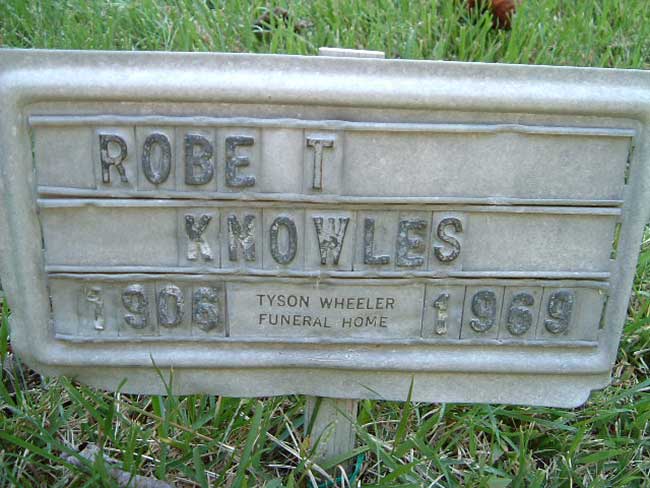 ROBE T
KNOWLES
1906 TYSON WHEELER FUNERAL HOME 1969